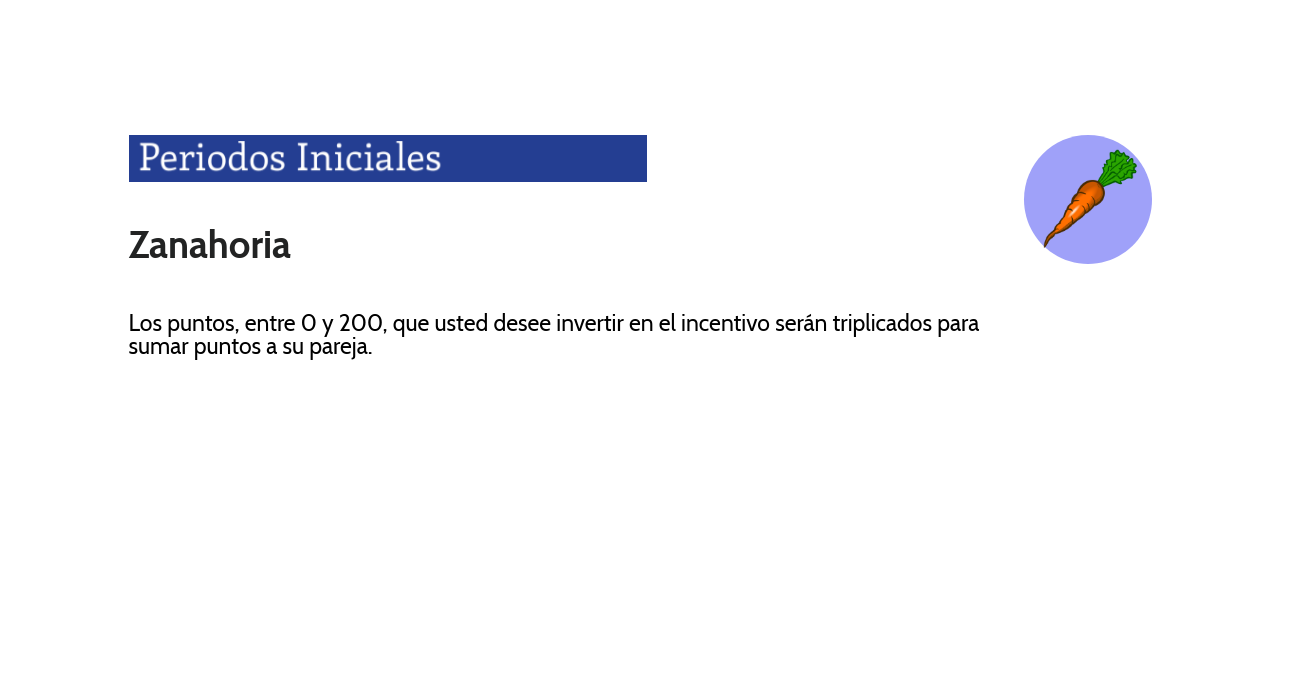 Periodos Iniciales
Zanahoria
Los puntos, entre 0 y 200, que usted desee invertir en el incentivo serán triplicados para
sumar puntos a su pareja.